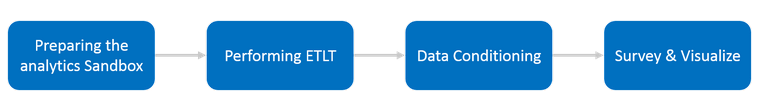 Preparing the
analytics Sandbox
Performing ETLT
Data Conditioning
Survey & Visualize